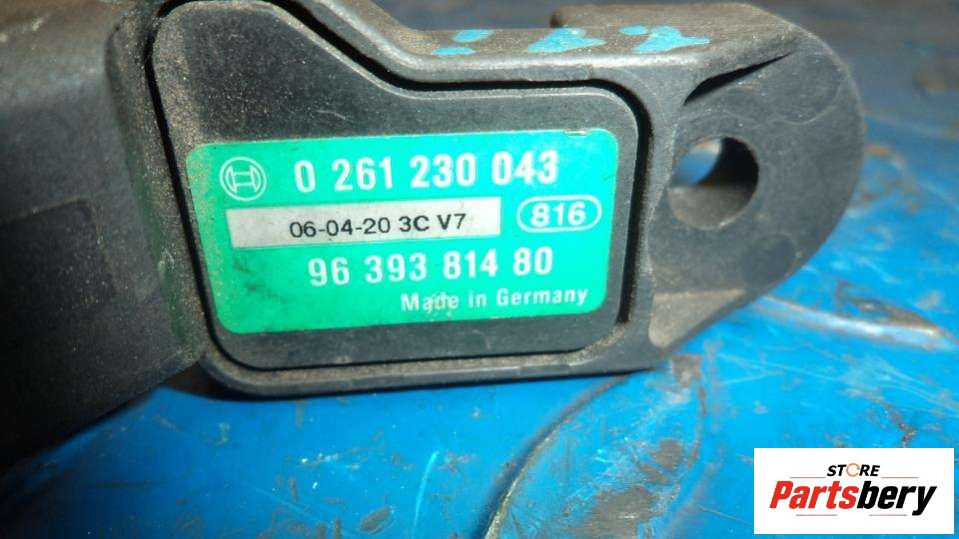 0 261 230 043
06-04-20 3C V7 816
96 393 814 80
Made in Germany
STORE
Partsbery